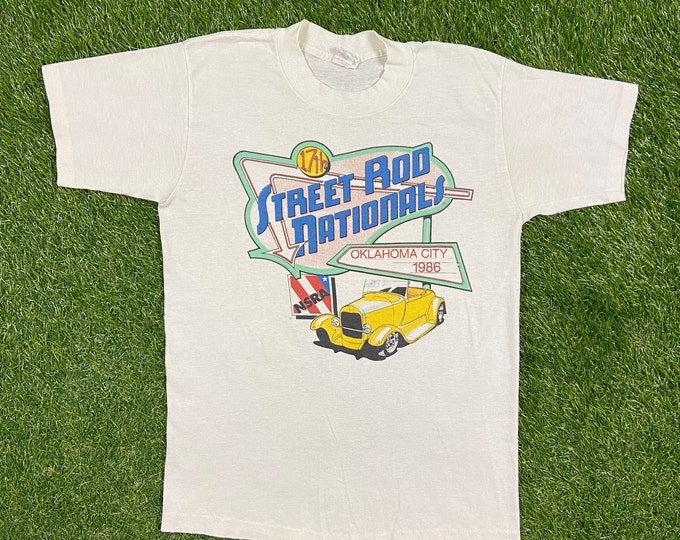 17th
STREET ROD
NATIONALS
OKLAHOMA CITY
1986
NSRA